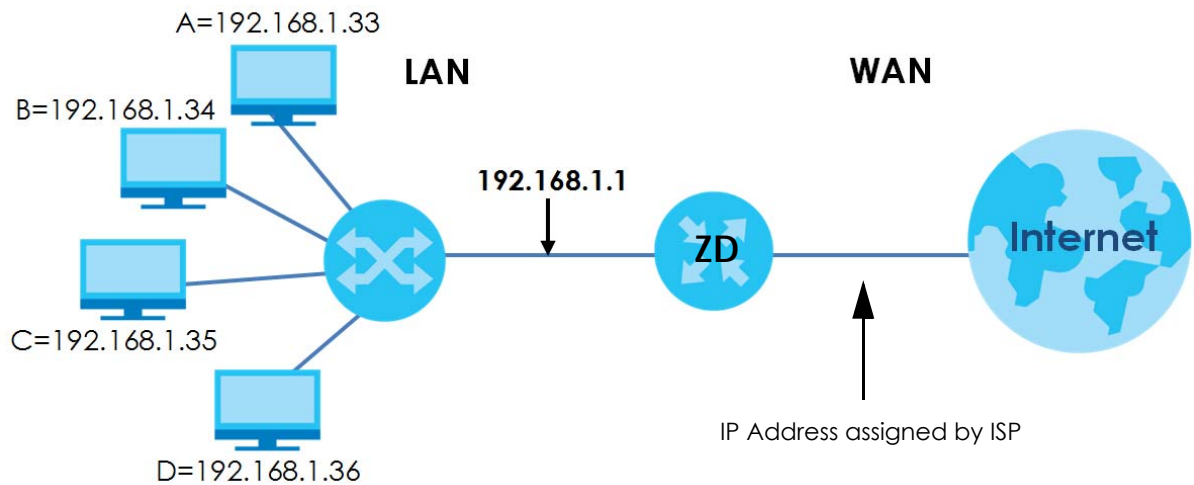 A=192.168.1.33
LAN
WAN
B=192.168.1.34
192.168.1.1
ZD
Internet
C=192.168.1.35
IP Address assigned by ISP
D=192.168.1.36